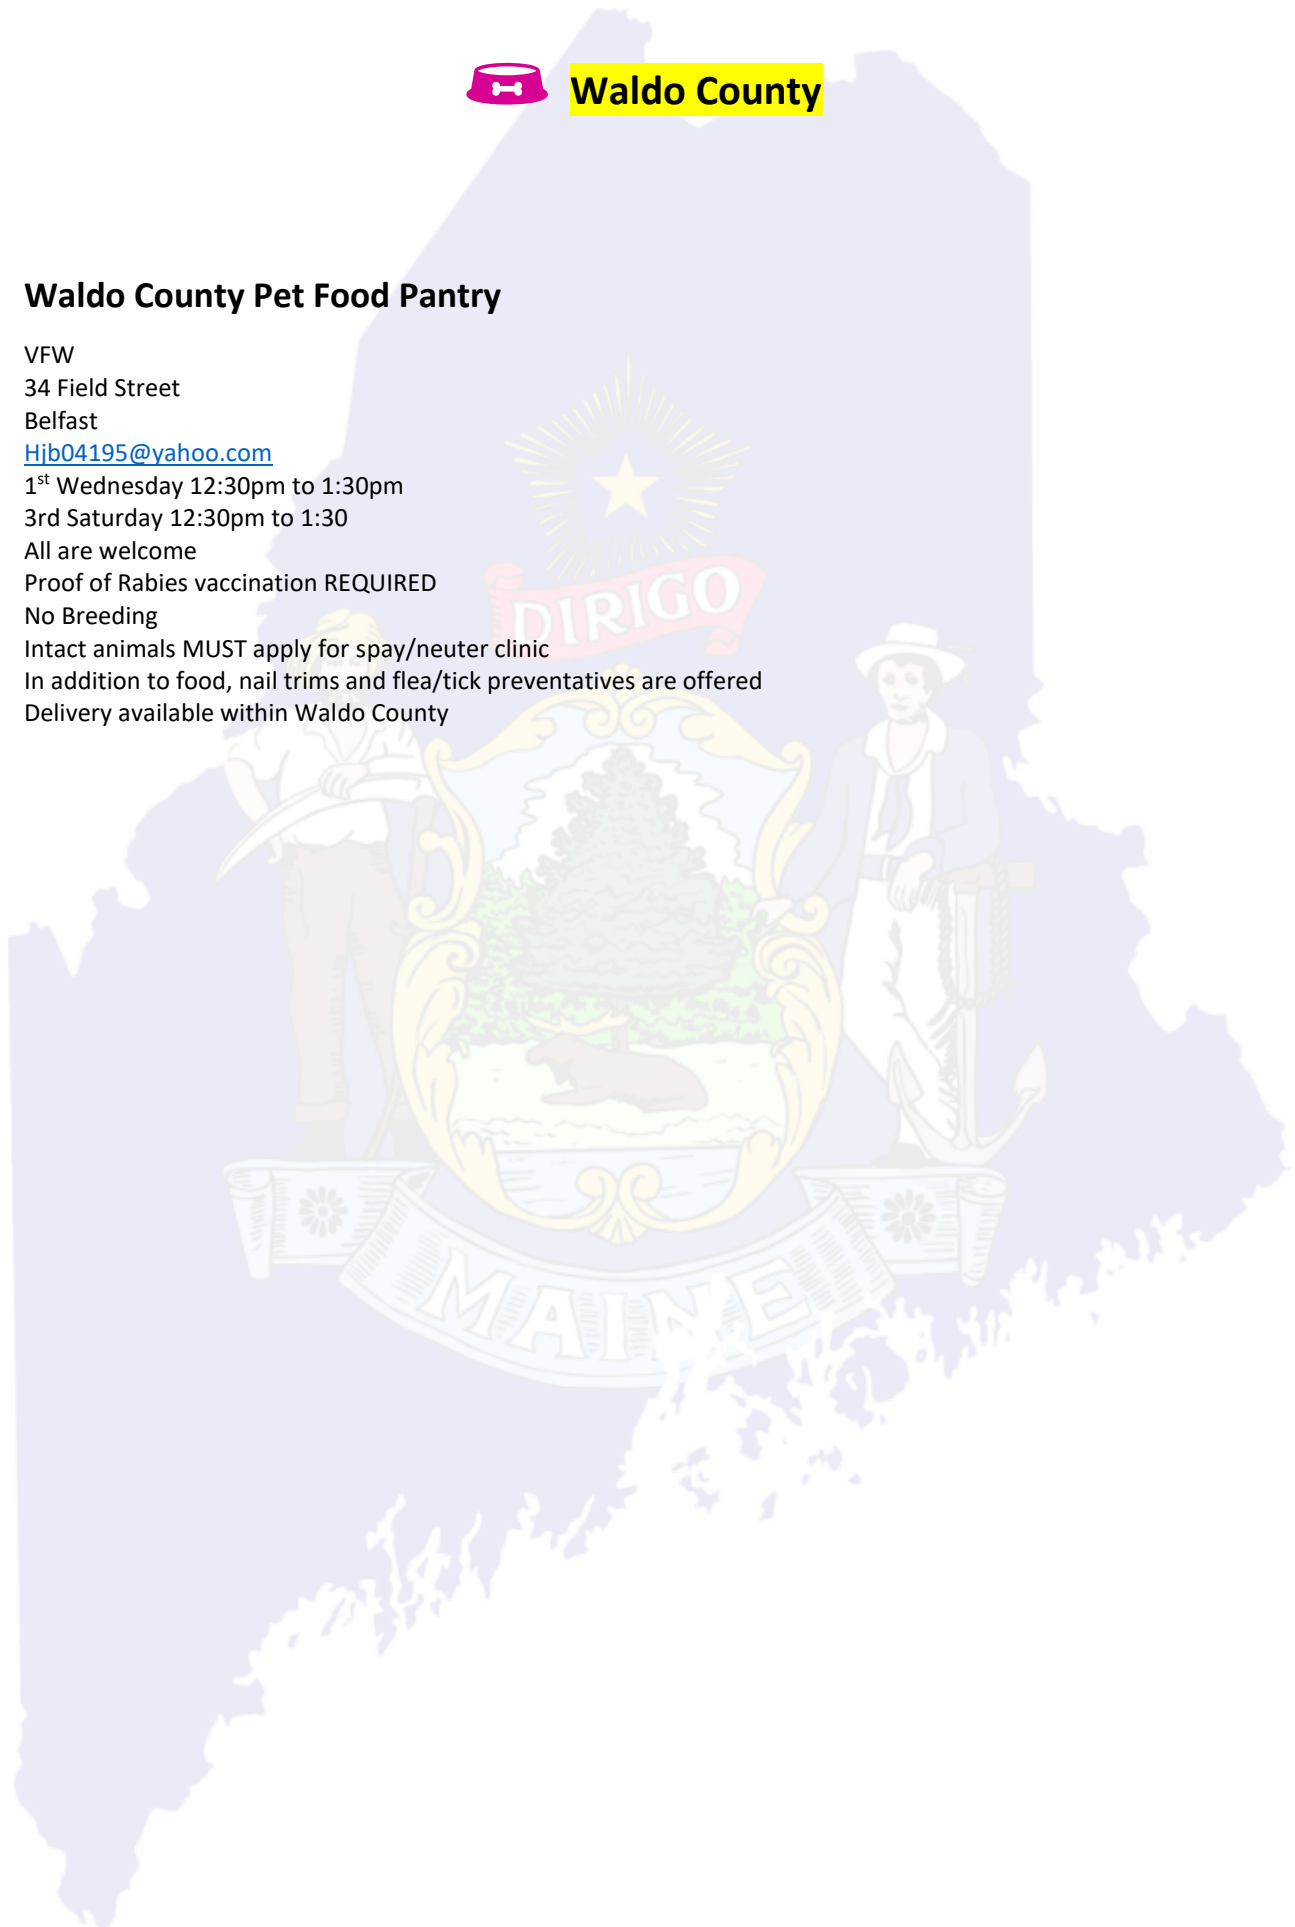 Waldo County
Waldo County Pet Food Pantry
VFW
34 Field Street
Belfast
Hjb04195@yahoo.com
1st Wednesday 12:30pm to 1:30pm
3rd Saturday 12:30pm to 1:30
All are welcome
Proof of Rabies vaccination REQUIRED
No Breeding
Intact animals MUST apply for spay/neuter clinic
In addition to food, nail trims and flea/tick preventatives are offered
Delivery available within Waldo County
DIRIGO
MAINE